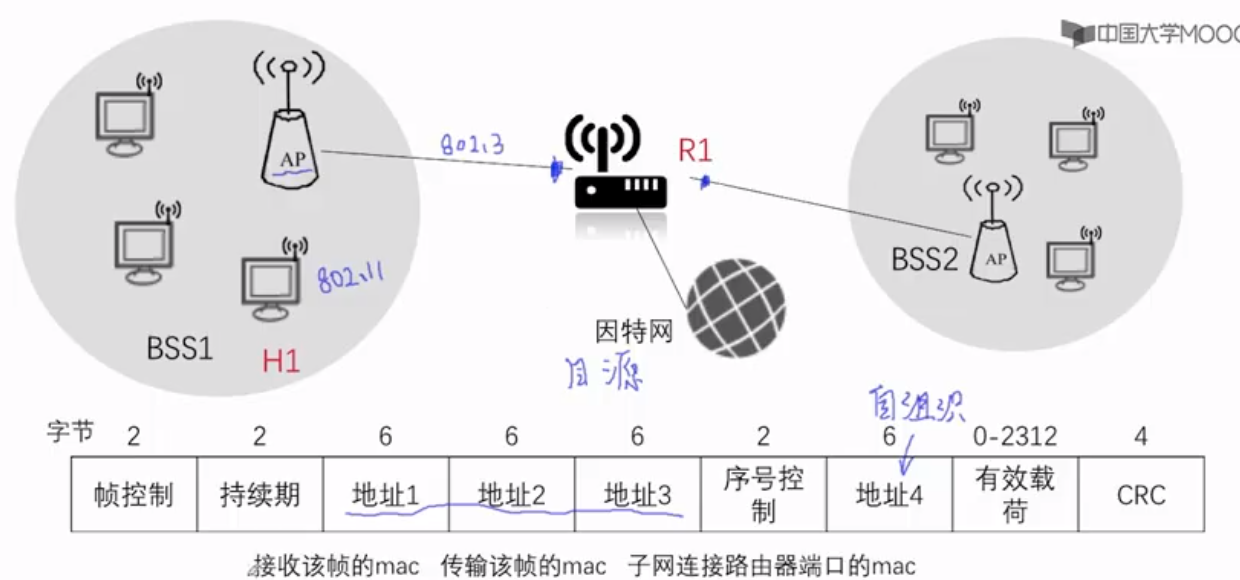 中国大学MOOC
AP
802.3
R1
802.11
BSS2
AP
BSS1
H1
因特网
目 源
自组织
字节 2 2 6 6 6 2 6 0-2312 4
帧控制 持续期 地址1 地址2 地址3 序号控制 地址4 有效载荷 CRC
接收该帧的mac 传输该帧的mac 子网连接路由器端口的mac